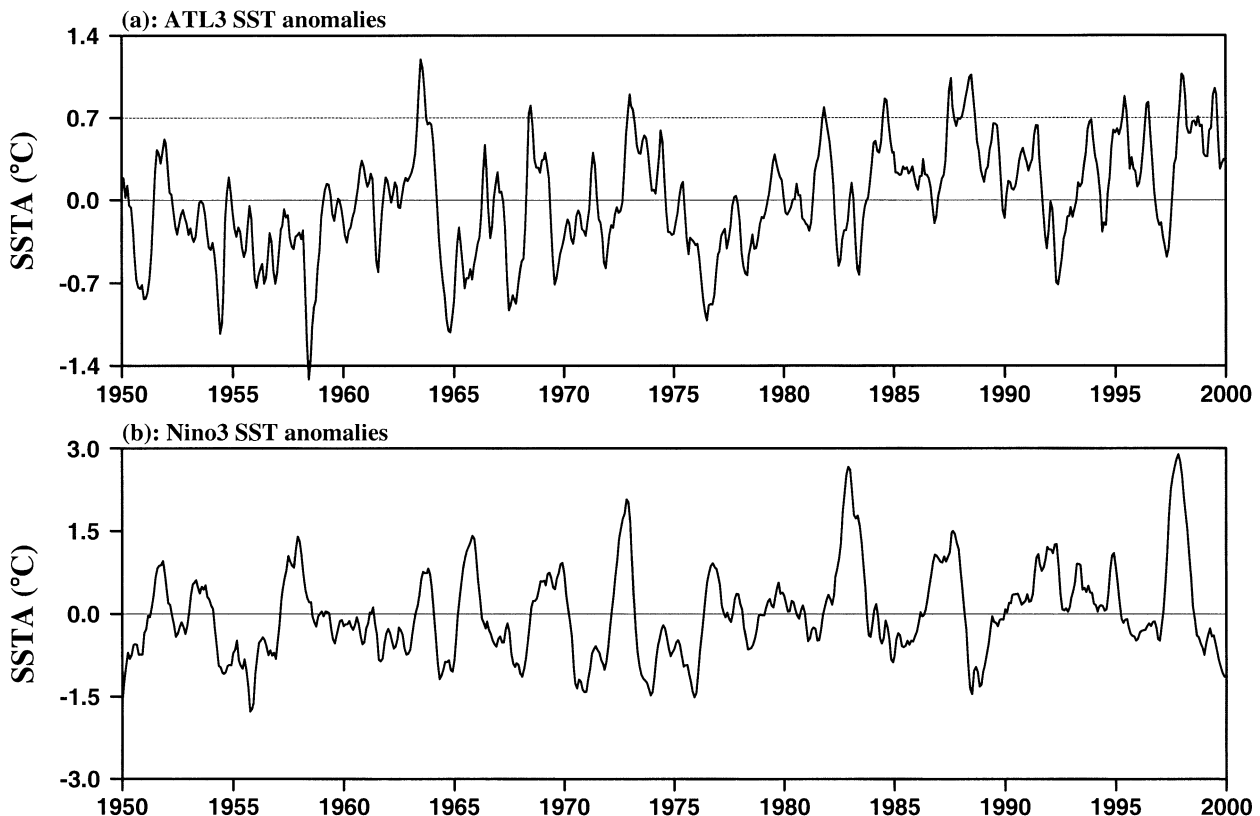 (a): ATL3 SST anomalies
1.4
0.7
0.0
-0.7
-1.4
SSTA (°C)
1950 1955 1960 1965 1970 1975 1980 1985 1990 1995 2000
(b): Nino3 SST anomalies
3.0
1.5
0.0
-1.5
-3.0
SSTA (°C)
1950 1955 1960 1965 1970 1975 1980 1985 1990 1995 2000